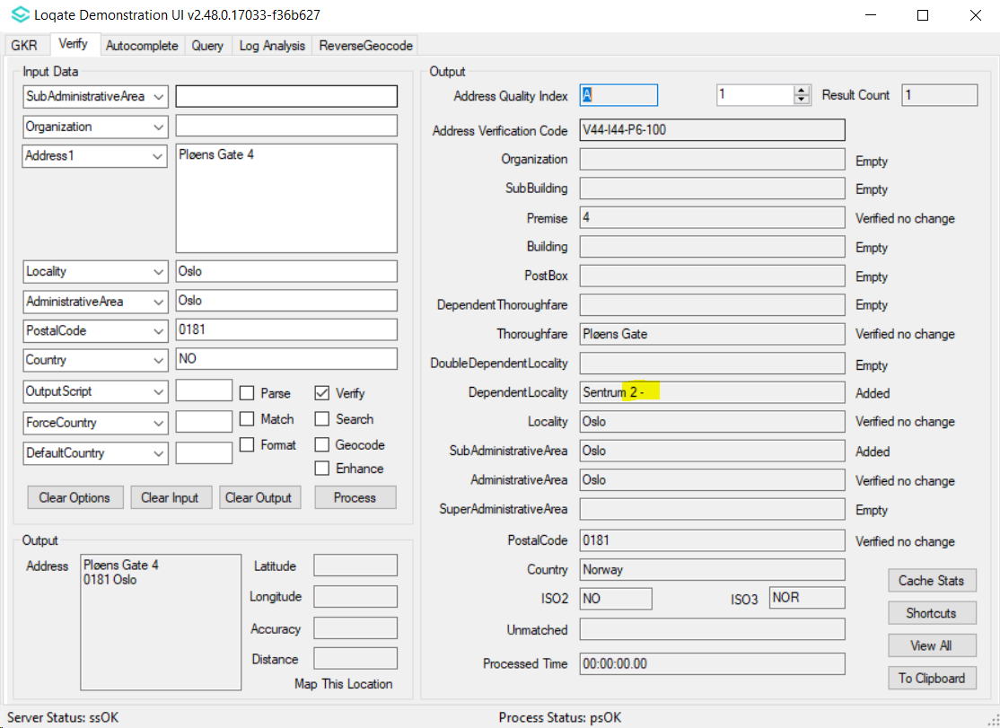 Loqate Demonstration UI v2.48.0.17033-f36b627
GKR Verify Autocomplete Query Log Analysis ReverseGeocode
Input Data
SubAdministrativeArea
Organization
Address1 Pløens Gate 4
Locality Oslo
AdministrativeArea Oslo
PostalCode 0181
Country NO
OutputScript Parse Verify
ForceCountry Match Search
DefaultCountry Format Geocode
Enhance
Clear Options Clear Input Clear Output Process
Output
Address Pløens Gate 4
0181 Oslo
Latitude
Longitude
Accuracy
Distance
Map This Location
Output
Address Quality Index A 1 Result Count 1
Address Verification Code V44-I44-P6-100
Organization Empty
SubBuilding Empty
Premise 4 Verified no change
Building Empty
PostBox Empty
DependentThoroughfare Empty
Thoroughfare Pløens Gate Verified no change
DoubleDependentLocality Empty
DependentLocality Sentrum 2 - Added
Locality Oslo Verified no change
SubAdministrativeArea Oslo Added
AdministrativeArea Oslo Verified no change
SuperAdministrativeArea Empty
PostalCode 0181 Verified no change
Country Norway
ISO2 NO ISO3 NOR
Unmatched
Processed Time 00:00:00.00
Cache Stats
Shortcuts
View All
To Clipboard
Server Status: ssOK Process Status: psOK